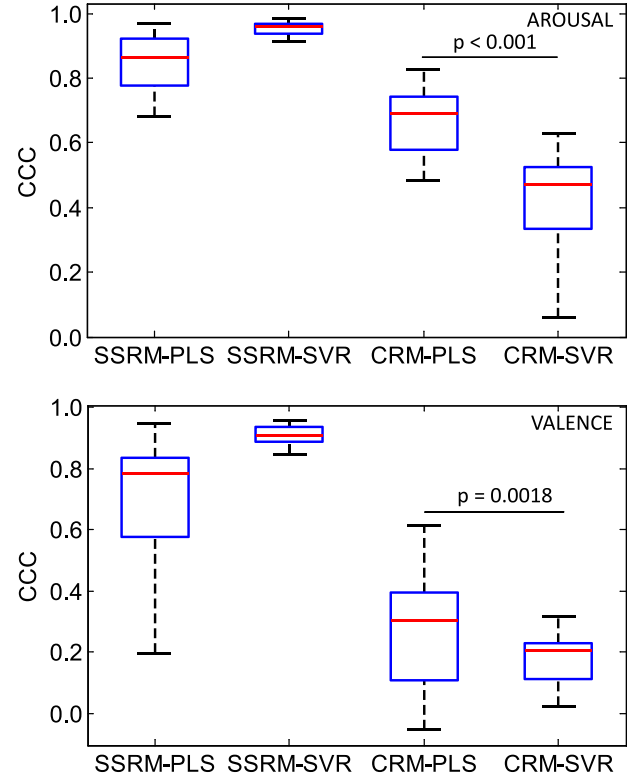 AROUSAL
p < 0.001
CCC
1.0
0.8
0.6
0.4
0.2
0.0
SSRM-PLS SSRM-SVR CRM-PLS CRM-SVR
VALENCE
p = 0.0018
CCC
1.0
0.8
0.6
0.4
0.2
0.0
SSRM-PLS SSRM-SVR CRM-PLS CRM-SVR